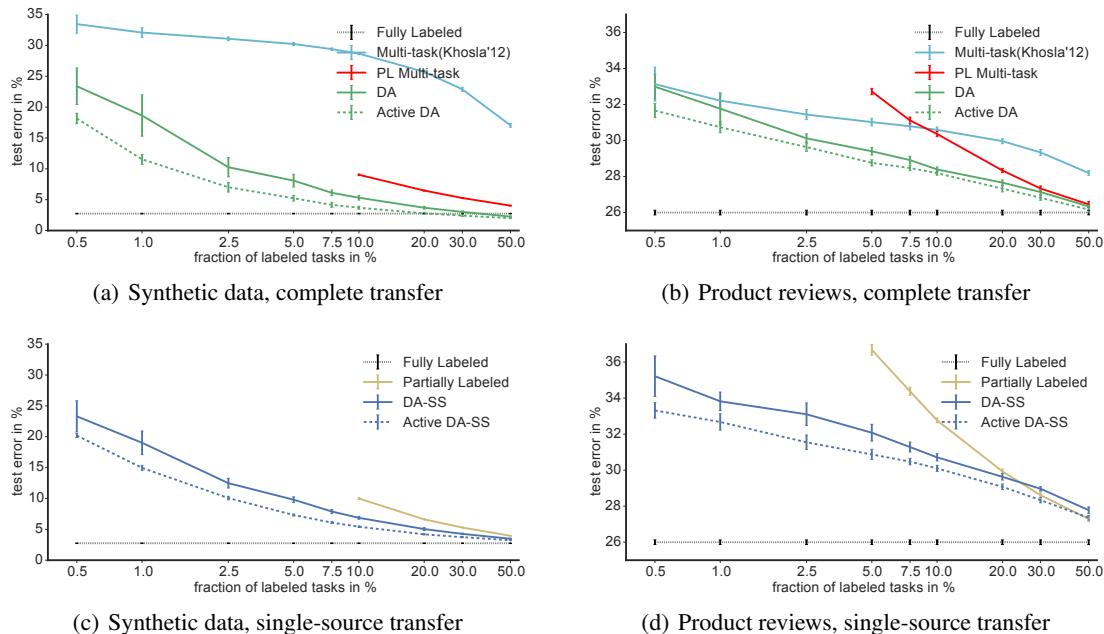 35
30
25
20
15
10
5
0
test error in %
0.5 1.0 2.5 5.0 7.5 10.0 20.0 30.0 50.0
fraction of labeled tasks in %
Fully Labeled
Multi-task(Khosla'12)
PL Multi-task
DA
Active DA
(a) Synthetic data, complete transfer
36
34
32
30
28
26
test error in %
0.5 1.0 2.5 5.0 7.5 10.0 20.0 30.0 50.0
fraction of labeled tasks in %
Fully Labeled
Multi-task(Khosla'12)
PL Multi-task
DA
Active DA
(b) Product reviews, complete transfer
35
30
25
20
15
10
5
0
test error in %
0.5 1.0 2.5 5.0 7.5 10.0 20.0 30.0 50.0
fraction of labeled tasks in %
Fully Labeled
Partially Labeled
DA-SS
Active DA-SS
(c) Synthetic data, single-source transfer
36
34
32
30
28
26
test error in %
0.5 1.0 2.5 5.0 7.5 10.0 20.0 30.0 50.0
fraction of labeled tasks in %
Fully Labeled
Partially Labeled
DA-SS
Active DA-SS
(d) Product reviews, single-source transfer